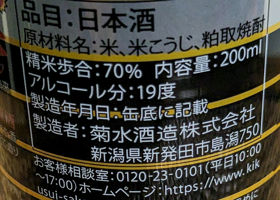 品目:日本酒
原材料名:米、米こうじ、粕取焼酎
精米歩合:70% 内容量:200ml
アルコール分:19度
製造年月日:缶底に記載
製造者:菊水酒造株式会社
新潟県新発田市島潟750
お客様相談室:0120-23-0101(平日10:00
~17:00) ホームページ:https://www.kik
usui-sak